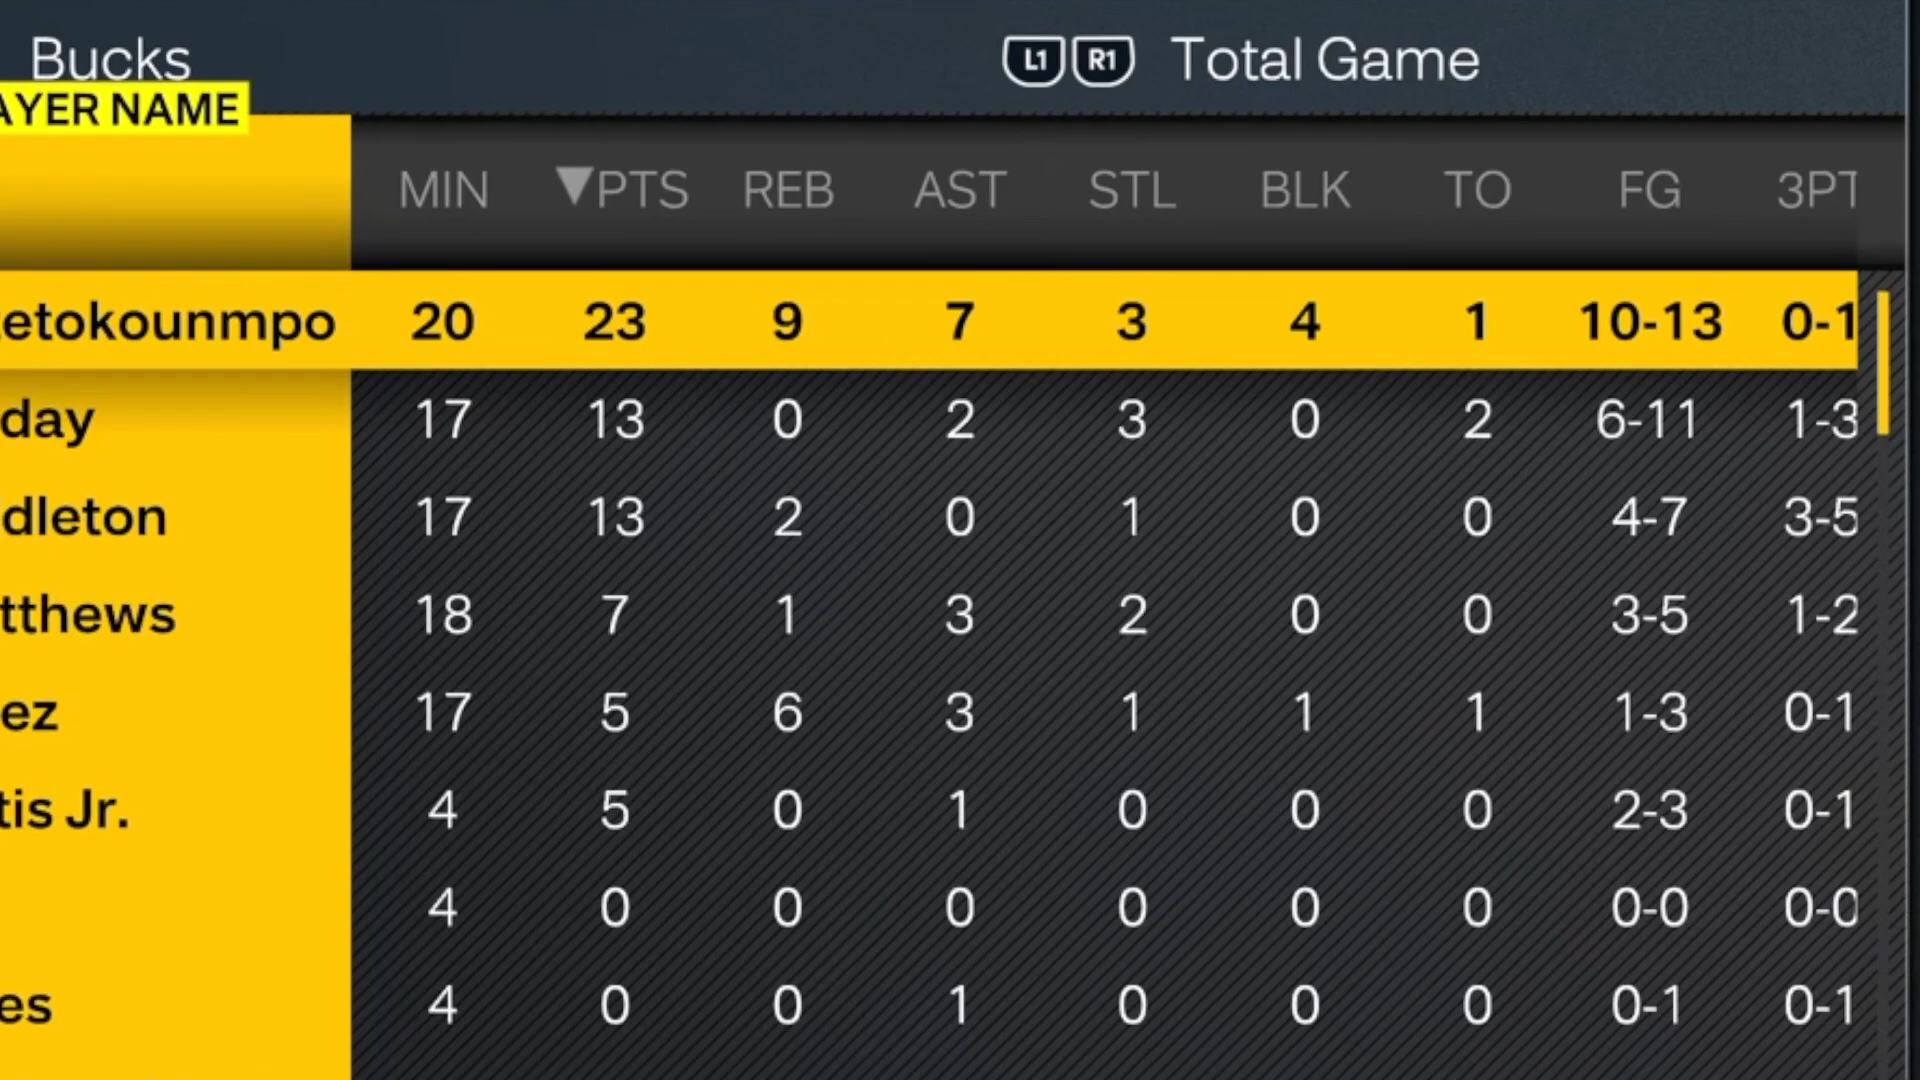 Bucks L1 R1 Total Game
AYER NAME
MIN ▼PTS REB AST STL BLK TO FG 3PT
etokounmpo 20 23 9 7 3 4 1 10-13 0-1
day 17 13 0 2 3 0 2 6-11 1-3
dleton 17 13 2 0 1 0 0 4-7 3-5
tthews 18 7 1 3 2 0 0 3-5 1-2
ez 17 5 6 3 1 1 1 1-3 0-1
tis Jr. 4 5 0 1 0 0 0 2-3 0-1
4 0 0 0 0 0 0 0-0 0-0
es 4 0 0 1 0 0 0 0-1 0-1